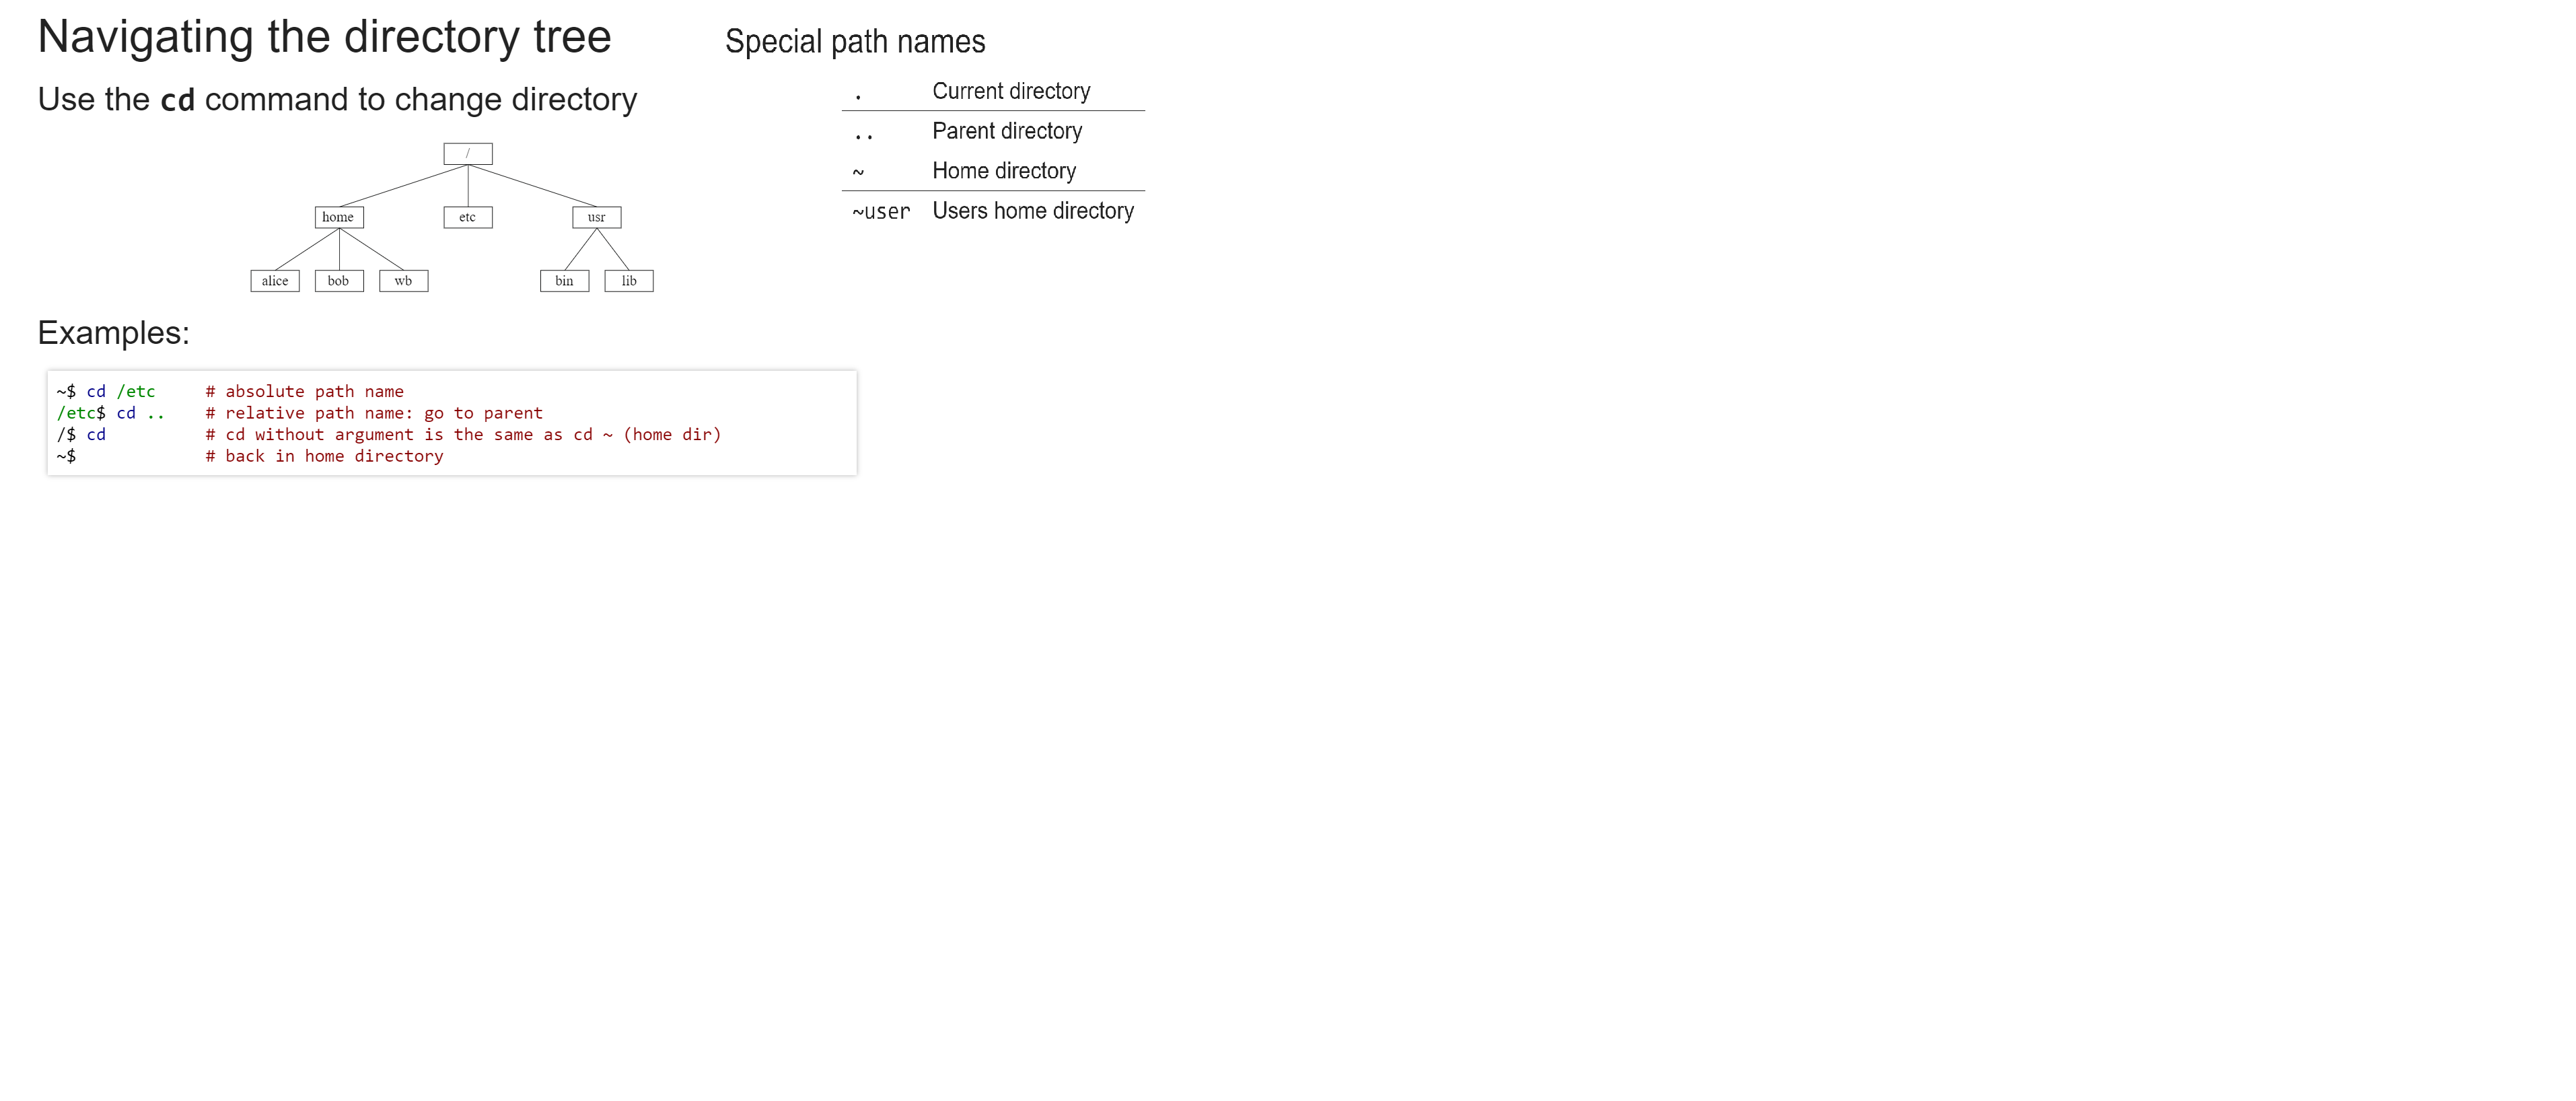 Navigating the directory tree
Use the cd command to change directory
/
home etc usr
alice bob wb bin lib
Special path names
. Current directory
.. Parent directory
~ Home directory
~user Users home directory
Examples:
~$ cd /etc     # absolute path name
/etc$ cd ..    # relative path name: go to parent
/$ cd          # cd without argument is the same as cd ~ (home dir)
~$             # back in home directory